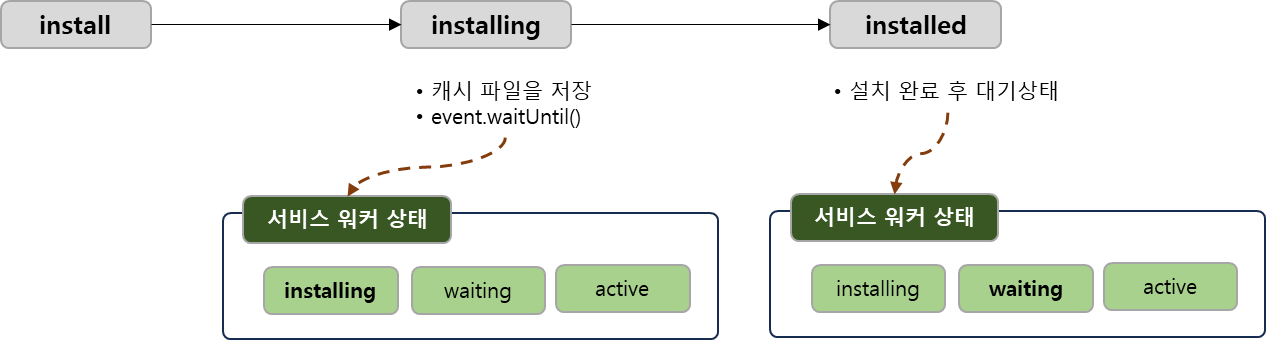 install
installing
installed
• 캐시 파일을 저장
• event.waitUntil()
• 설치 완료 후 대기상태
서비스 워커 상태
installing
waiting
active
서비스 워커 상태
installing
waiting
active